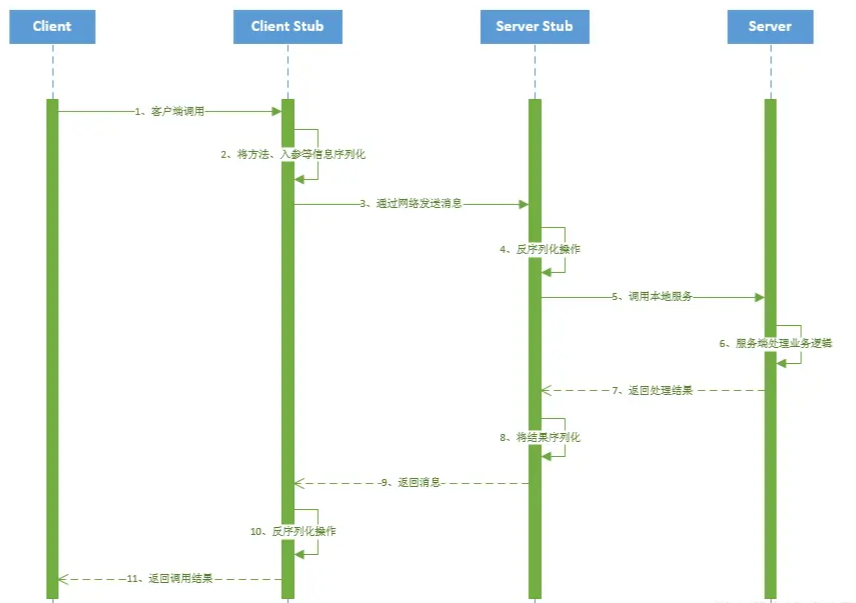 Client
Client Stub
Server Stub
Server
1、客户端调用
2、将方法、入参等信息序列化
3、通过网络发送消息
4、反序列化操作
5、调用本地服务
6、服务端处理业务逻辑
7、返回处理结果
8、将结果序列化
9、返回消息
10、反序列化操作
11、返回调用结果